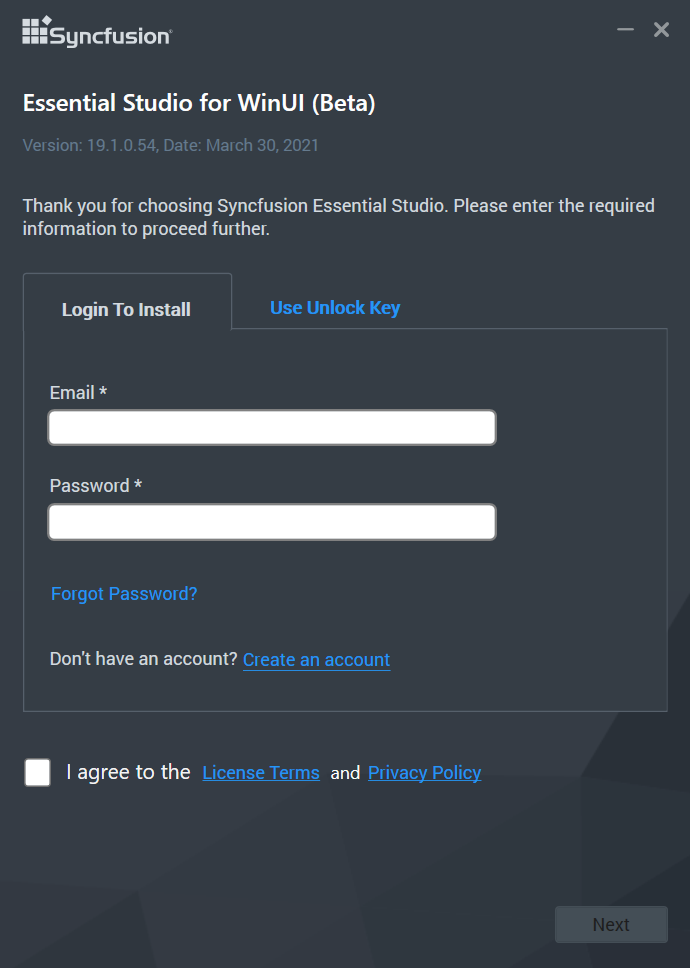 Syncfusion
Essential Studio for WinUI (Beta)
Version: 19.1.0.54, Date: March 30, 2021
Thank you for choosing Syncfusion Essential Studio. Please enter the required
information to proceed further.
Login To Install
Use Unlock Key
Email *
Password *
Forgot Password?
Don't have an account? Create an account
I agree to the License Terms and Privacy Policy
Next